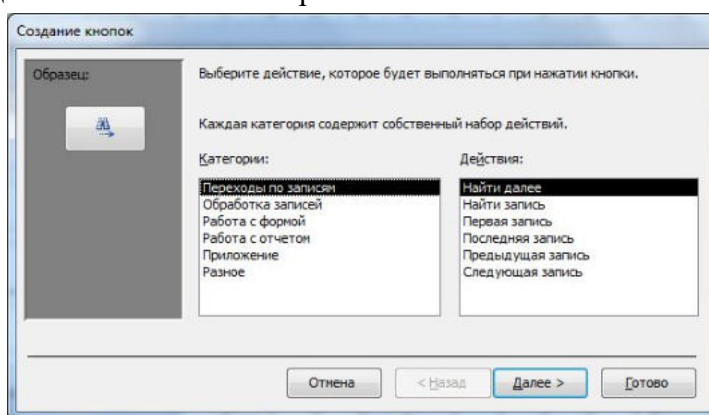 Создание кнопок
Образец:
Выберите действие, которое будет выполняться при нажатии кнопки.
Каждая категория содержит собственный набор действий.
Категории:
Действия:
Переходы по записям
Обработка записей
Работа с формой
Работа с отчетом
Приложение
Разное
Найти далее
Найти запись
Первая запись
Последняя запись
Предыдущая запись
Следующая запись
Отмена
< Назад
Далее >
Готово